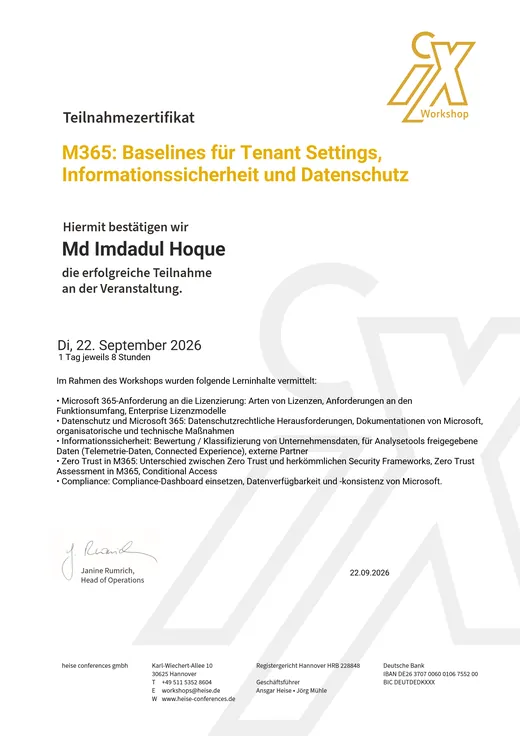 iX
Workshop
Teilnahmezertifikat
M365: Baselines für Tenant Settings,
Informationssicherheit und Datenschutz
Hiermit bestätigen wir
Md Imdadul Hoque
die erfolgreiche Teilnahme
an der Veranstaltung.
Di, 22. September 2026
1 Tag jeweils 8 Stunden
Im Rahmen des Workshops wurden folgende Lerninhalte vermittelt:
• Microsoft 365-Anforderung an die Lizenzierung: Arten von Lizenzen, Anforderungen an den
Funktionsumfang, Enterprise Lizenzmodelle
• Datenschutz und Microsoft 365: Datenschutzrechtliche Herausforderungen, Dokumentationen von Microsoft,
organisatorische und technische Maßnahmen
• Informationssicherheit: Bewertung / Klassifizierung von Unternehmensdaten, für Analysetools freigegebene
Daten (Telemetrie-Daten, Connected Experience), externe Partner
• Zero Trust in M365: Unterschied zwischen Zero Trust und herkömmlichen Security Frameworks, Zero Trust
Assessment in M365, Conditional Access
• Compliance: Compliance-Dashboard einsetzen, Datenverfügbarkeit und -konsistenz von Microsoft.
J. Rumrich
Janine Rumrich,
Head of Operations
22.09.2026
heise conferences gmbh
Karl-Wiechert-Allee 10
30625 Hannover
T +49 511 5352 8604
E workshops@heise.de
W www.heise-conferences.de
Registergericht Hannover HRB 228848
Geschäftsführer
Ansgar Heise • Jörg Mühle
Deutsche Bank
IBAN DE26 3707 0060 0106 7552 00
BIC DEUTDEDKXXX